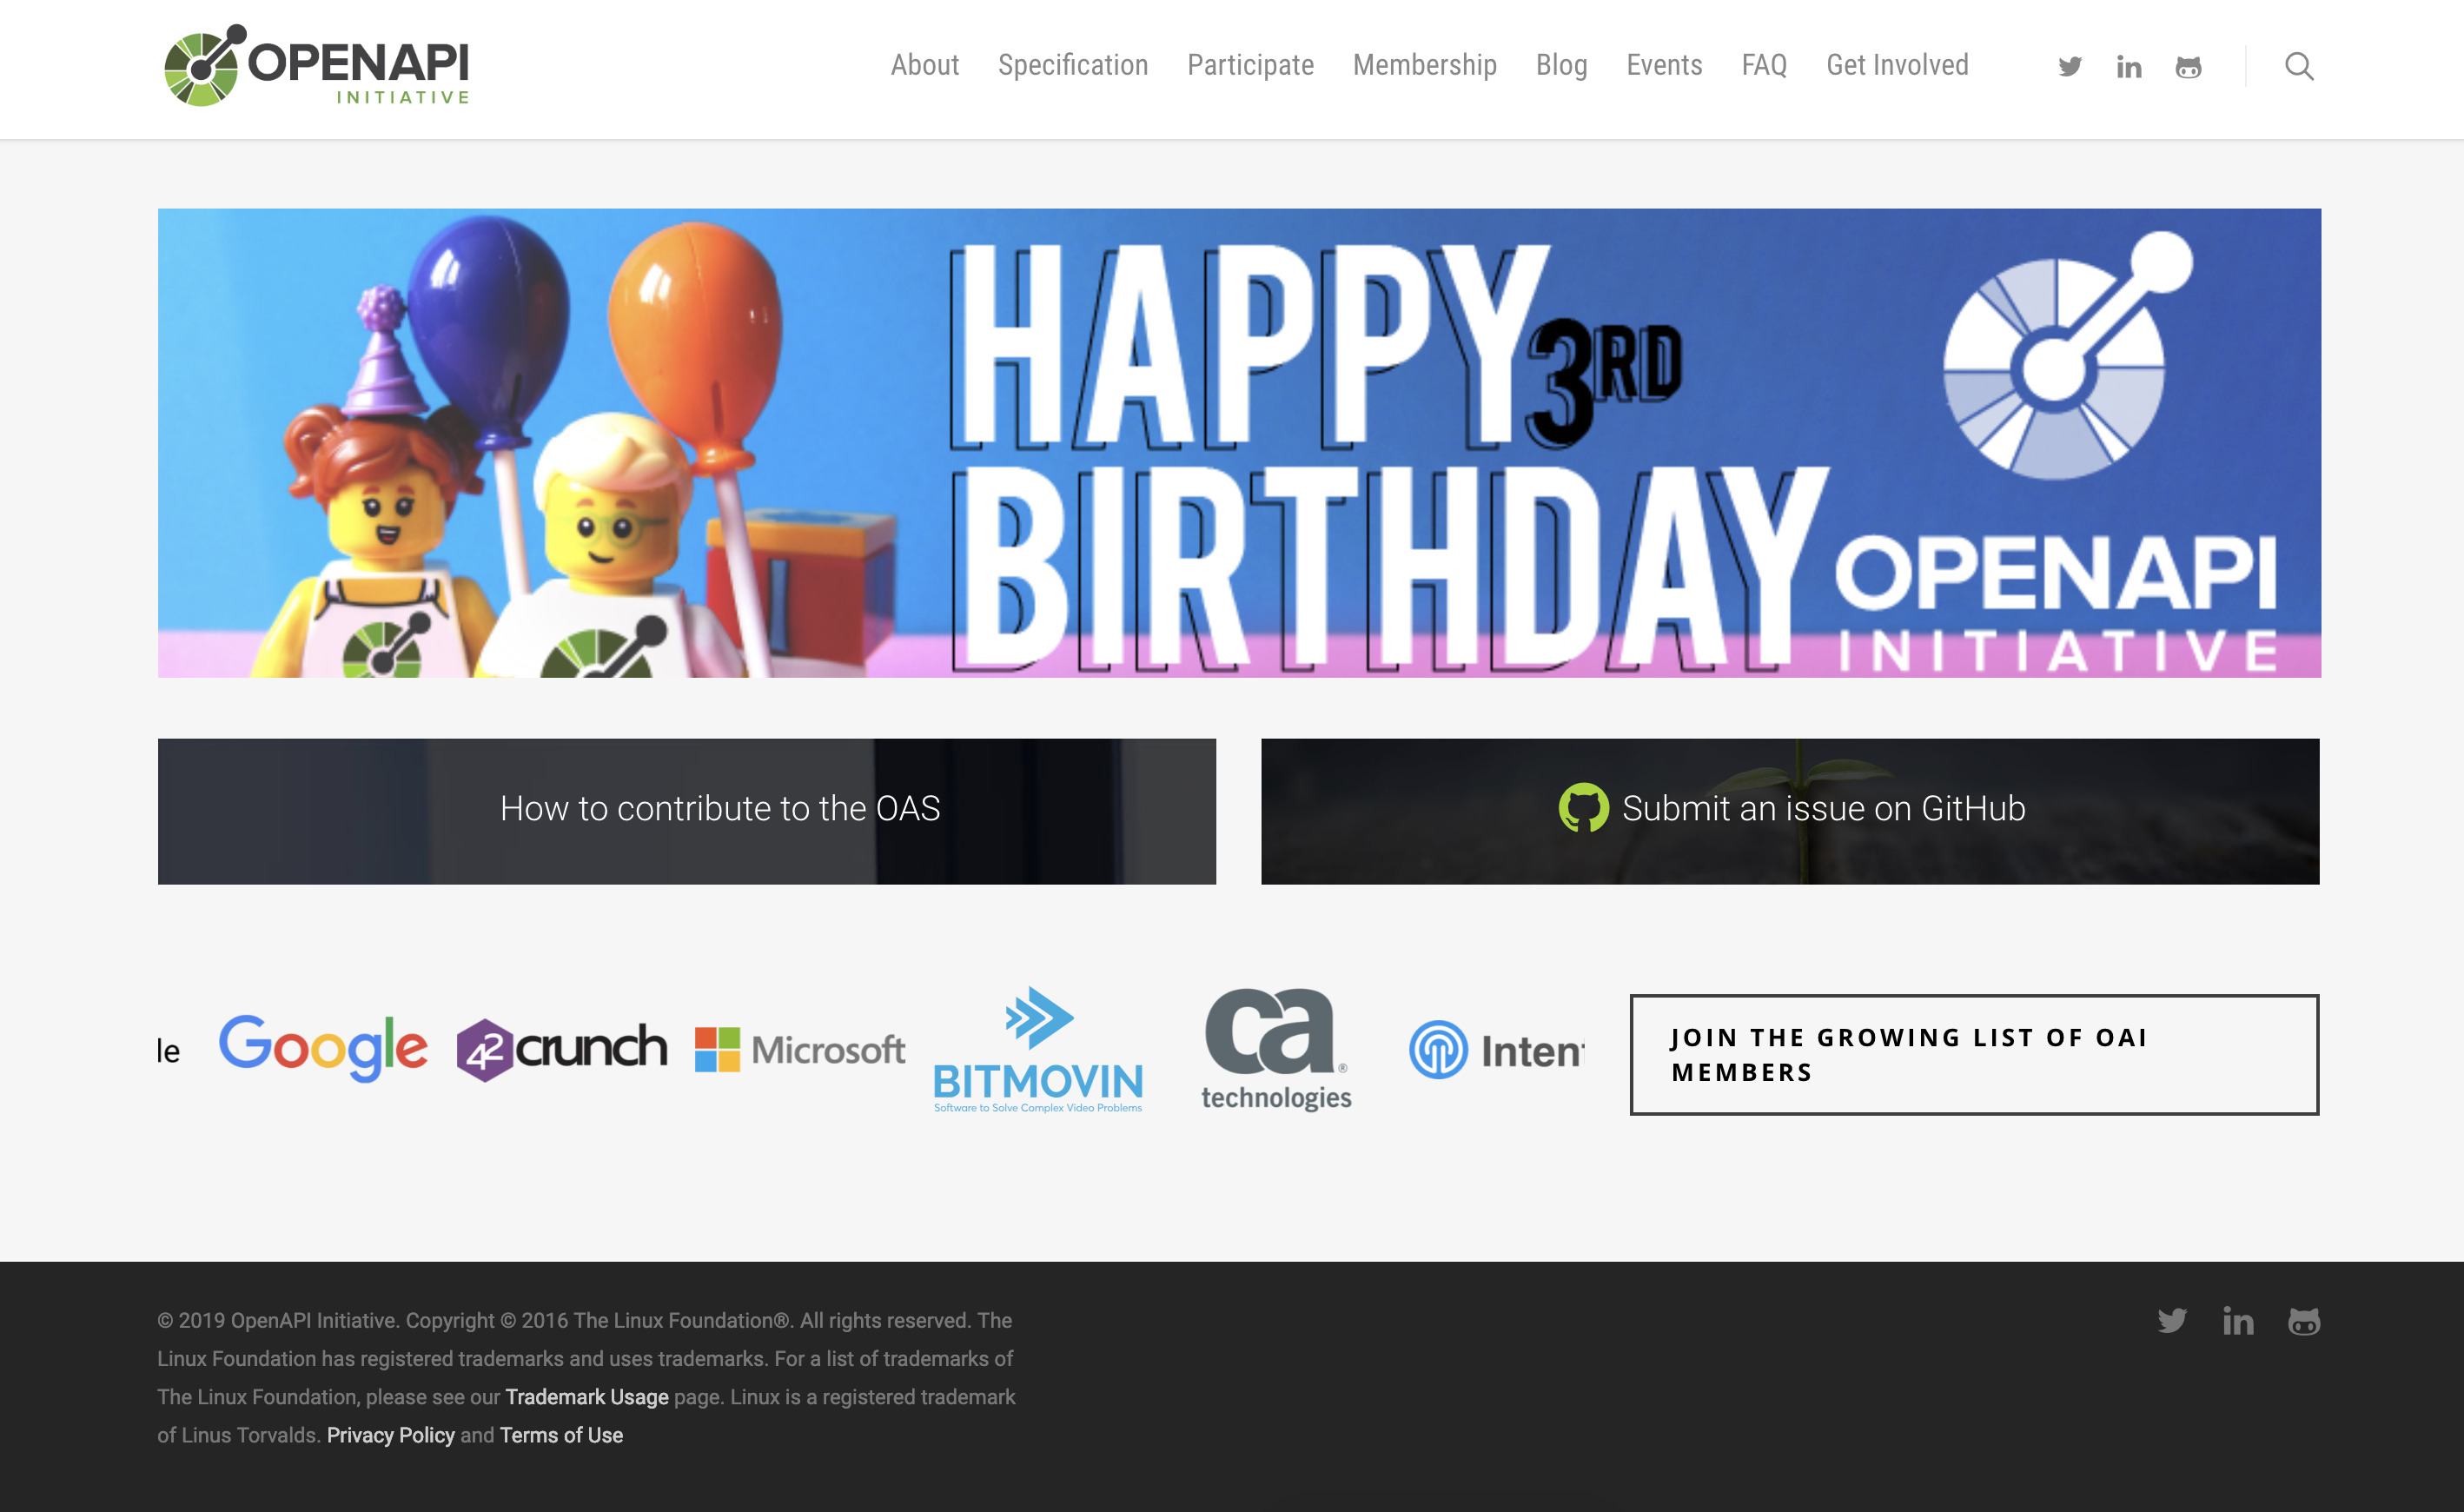 OPENAPI
INITIATIVE
About Specification Participate Membership Blog Events FAQ Get Involved
HAPPY
3RD
BIRTHDAY
OPENAPI
INITIATIVE
How to contribute to the OAS
Submit an issue on GitHub
le
Google
42crunch
Microsoft
BITMOVIN
Software to Solve Complex Video Problems
ca
technologies
Inten
JOIN THE GROWING LIST OF OAI
MEMBERS
© 2019 OpenAPI Initiative. Copyright © 2016 The Linux Foundation®. All rights reserved. The
Linux Foundation has registered trademarks and uses trademarks. For a list of trademarks of
The Linux Foundation, please see our Trademark Usage page. Linux is a registered trademark
of Linus Torvalds. Privacy Policy and Terms of Use